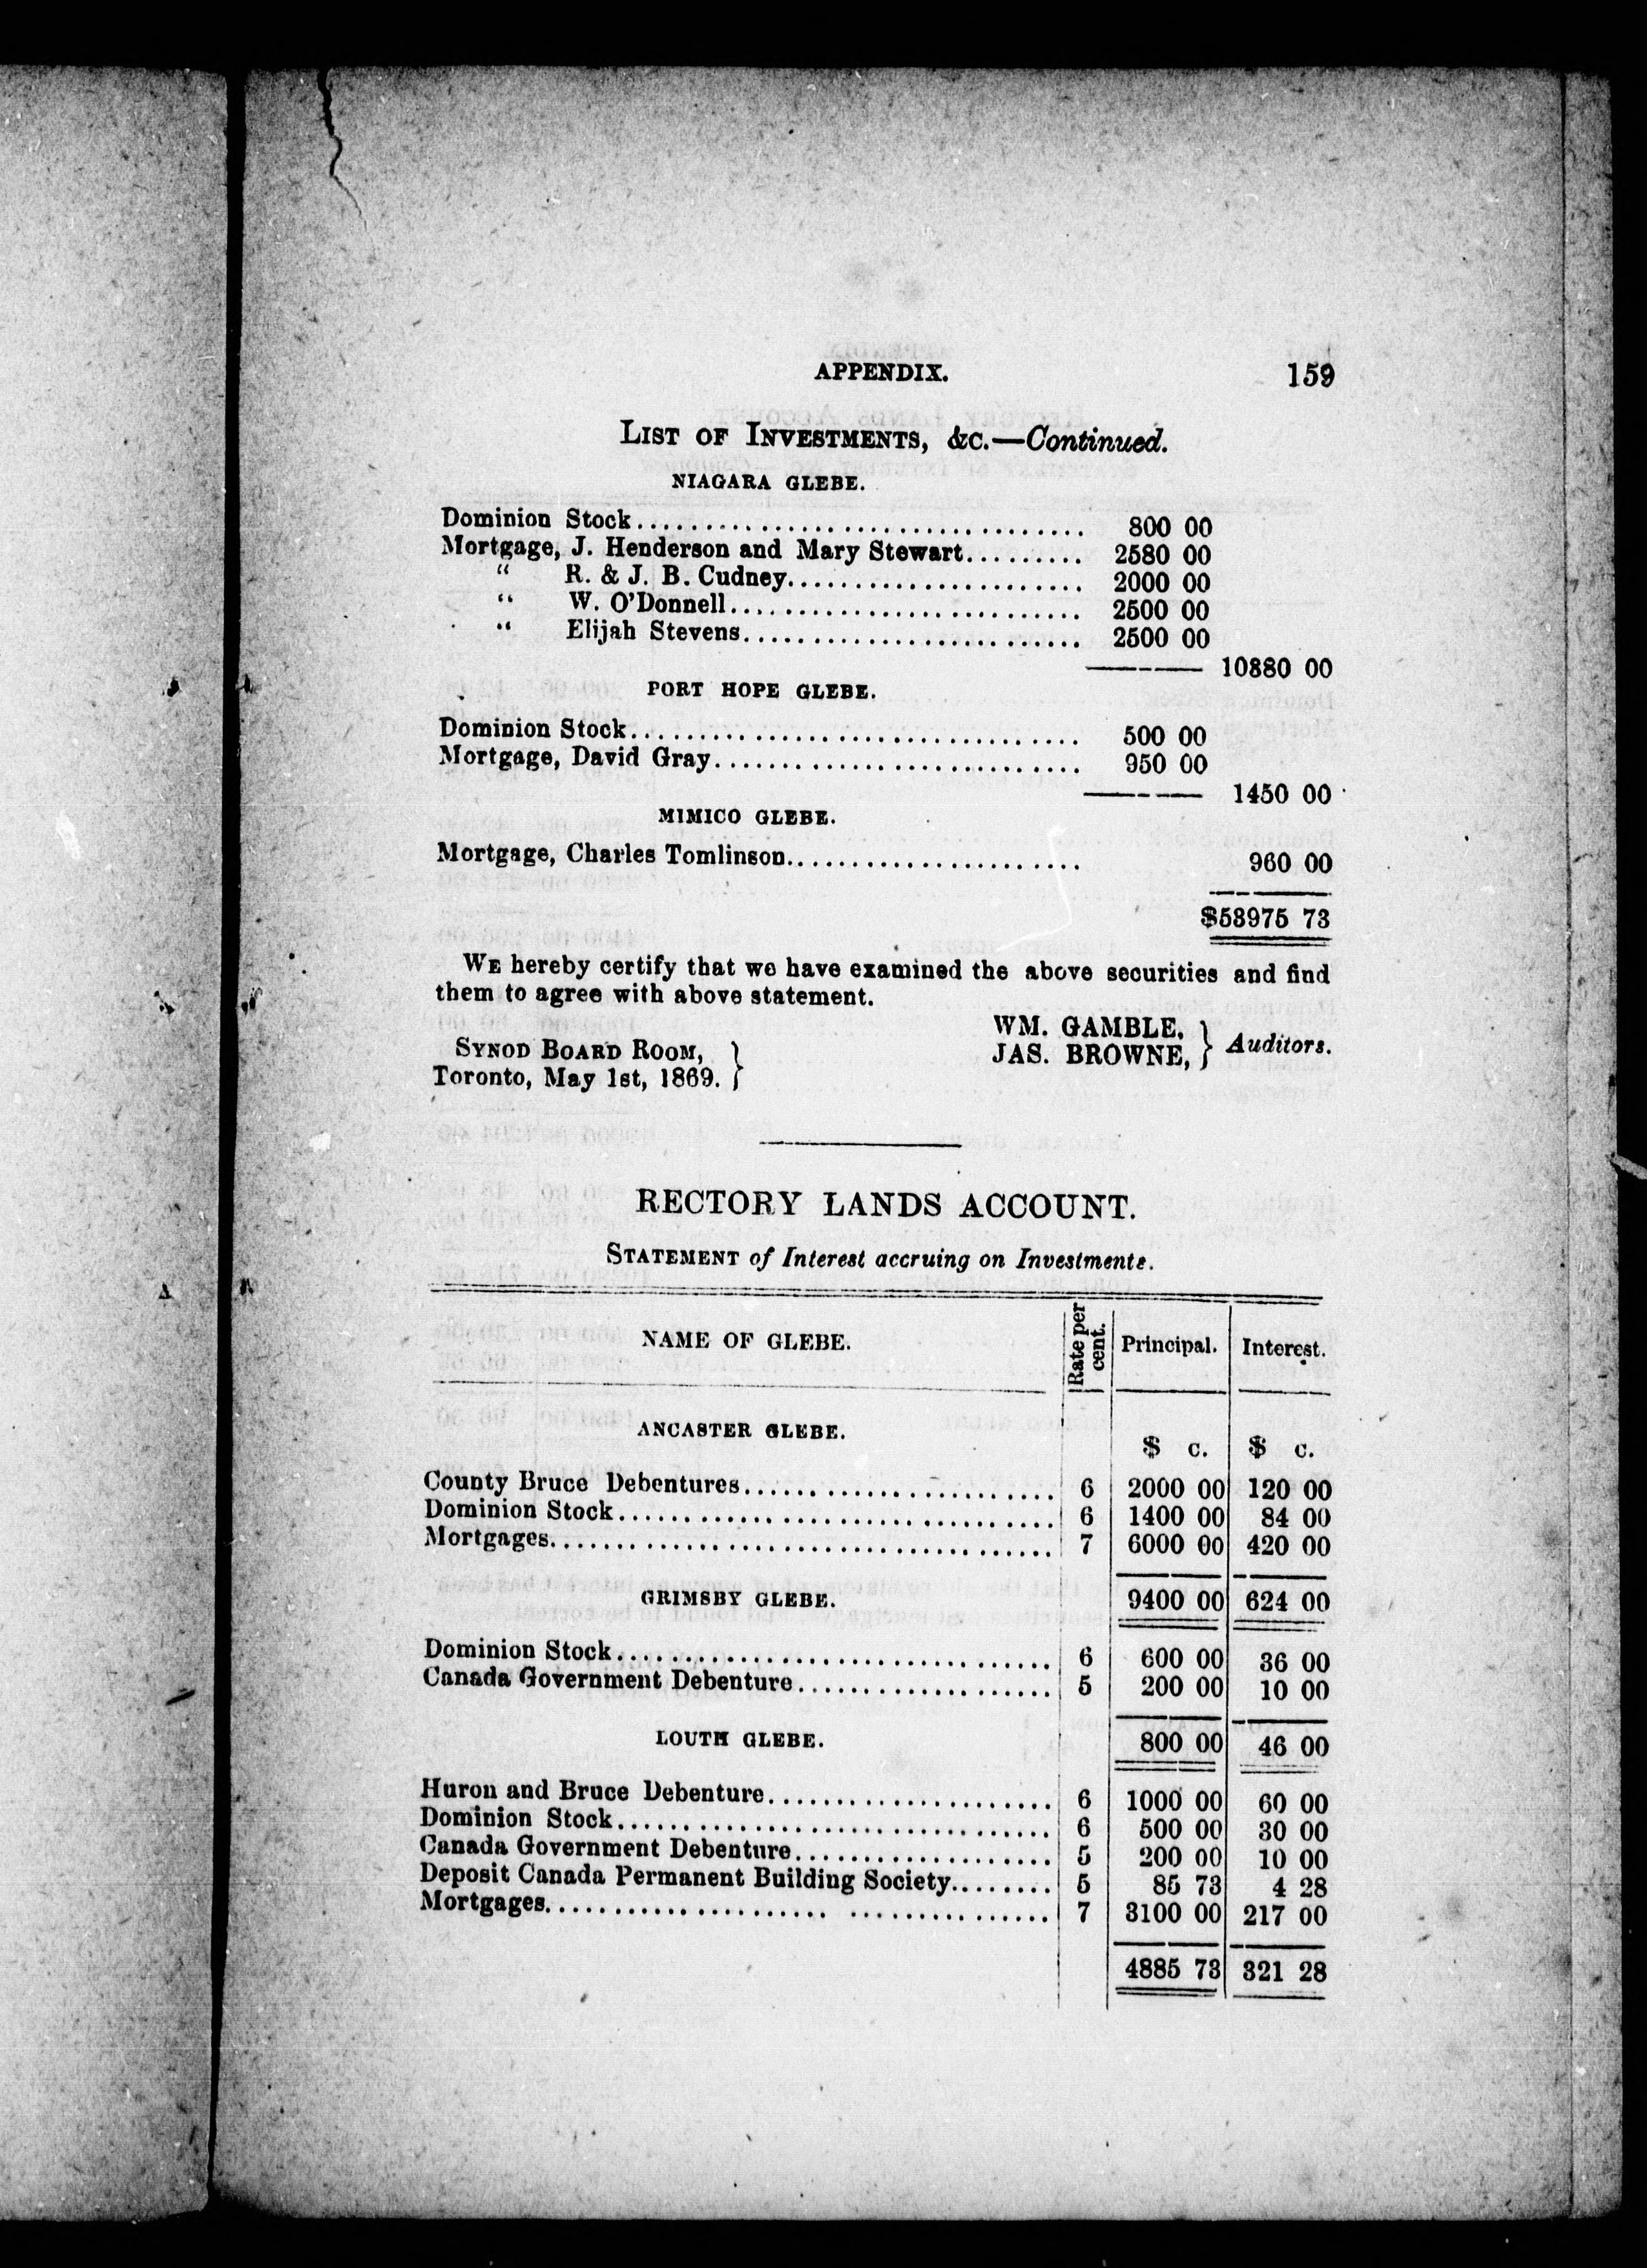 APPENDIX. 159
LIST OF INVESTMENTS, &C.—Continued.
NIAGARA GLEBE.
Dominion Stock.................................. 800 00
Mortgage, J. Henderson and Mary Stewart......... 2580 00
" R. & J. B. Cudney...................... 2000 00
" W. O'Donnell.......................... 2500 00
" Elijah Stevens......................... 2500 00
10380 00
PORT HOPE GLEBE.
Dominion Stock.................................. 500 00
Mortgage, David Gray............................ 950 00
1450 00
MIMICO GLEBE.
Mortgage, Charles Tomlinson...................... 960 00
$53975 73
WE hereby certify that we have examined the above securities and find
them to agree with above statement.
WM. GAMBLE, } Auditors.
JAS. BROWNE, }
SYNOD BOARD ROOM, }
Toronto, May 1st, 1869. }
RECTORY LANDS ACCOUNT.
STATEMENT of Interest accruing on Investments.
NAME OF GLEBE. Rate per cent. Principal. Interest.
ANCASTER GLEBE.
$ c. $ c.
County Bruce Debentures........................ 6 2000 00 120 00
Dominion Stock................................. 6 1400 00 84 00
Mortgages...................................... 7 6000 00 420 00
GRIMSBY GLEBE. 9400 00 624 00
Dominion Stock................................. 6 600 00 36 00
Canada Government Debenture................... 5 200 00 10 00
LOUTH GLEBE. 800 00 46 00
Huron and Bruce Debenture..................... 6 1000 00 60 00
Dominion Stock................................. 6 500 00 30 00
Canada Government Debenture................... 5 200 00 10 00
Deposit Canada Permanent Building Society........ 5 85 73 4 28
Mortgages..................... ............... 7 3100 00 217 00
4885 73 321 28